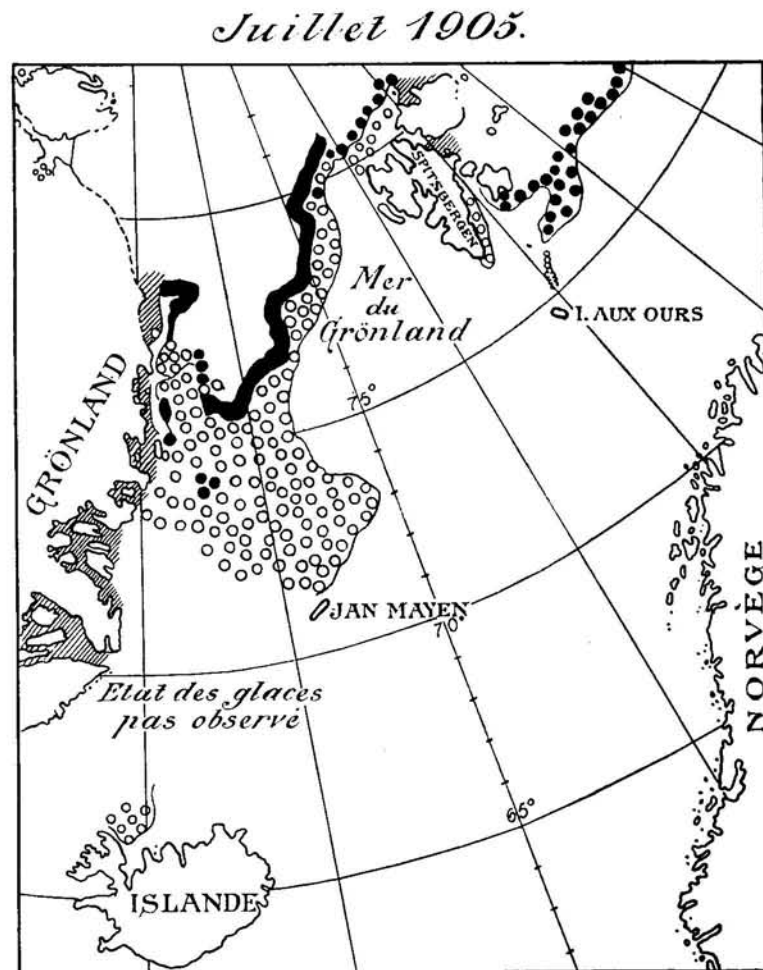 Juillet 1905.
SPITSBERGEN
Mer
du
Grönland
I. AUX OURS
75°
GRÖNLAND
JAN MAYEN
70°
NORVÈGE
Etat des glaces
pas observé
65°
ISLANDE